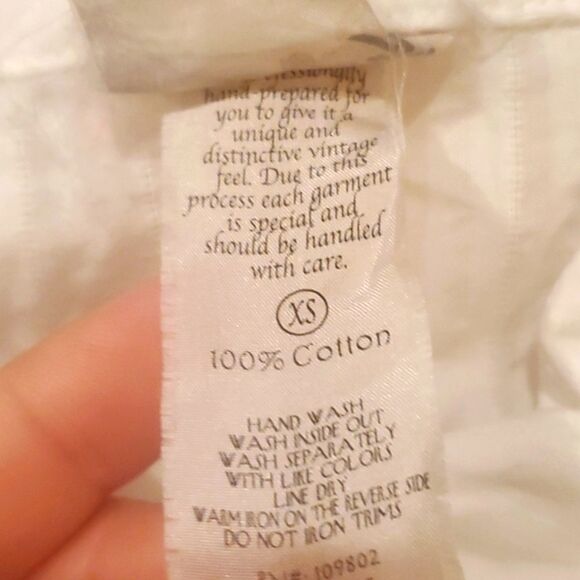 hand-prepared for
you to give it a
unique and
distinctive vintage
feel. Due to this
process each garment
is special and
should be handled
with care.
XS
100% Cotton
HAND WASH
WASH INSIDE OUT
WASH SEPARATELY
WITH LIKE COLORS
LINE DRY
WARM IRON ON THE REVERSE SIDE
DO NOT IRON TRIMS
RN#: 109802